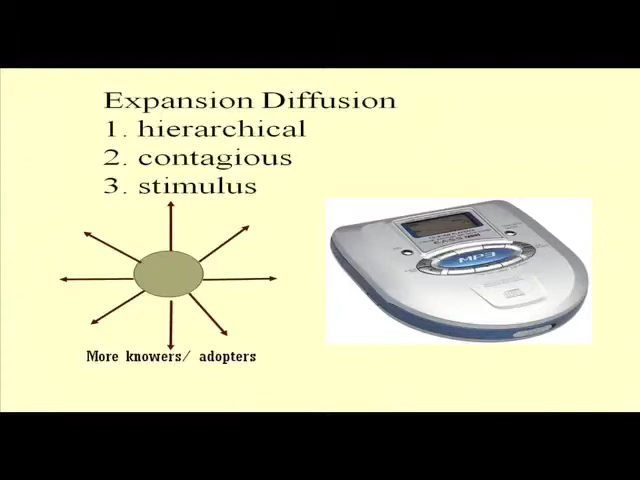 Expansion Diffusion
1. hierarchical
2. contagious
3. stimulus
MP3
More knowers/ adopters